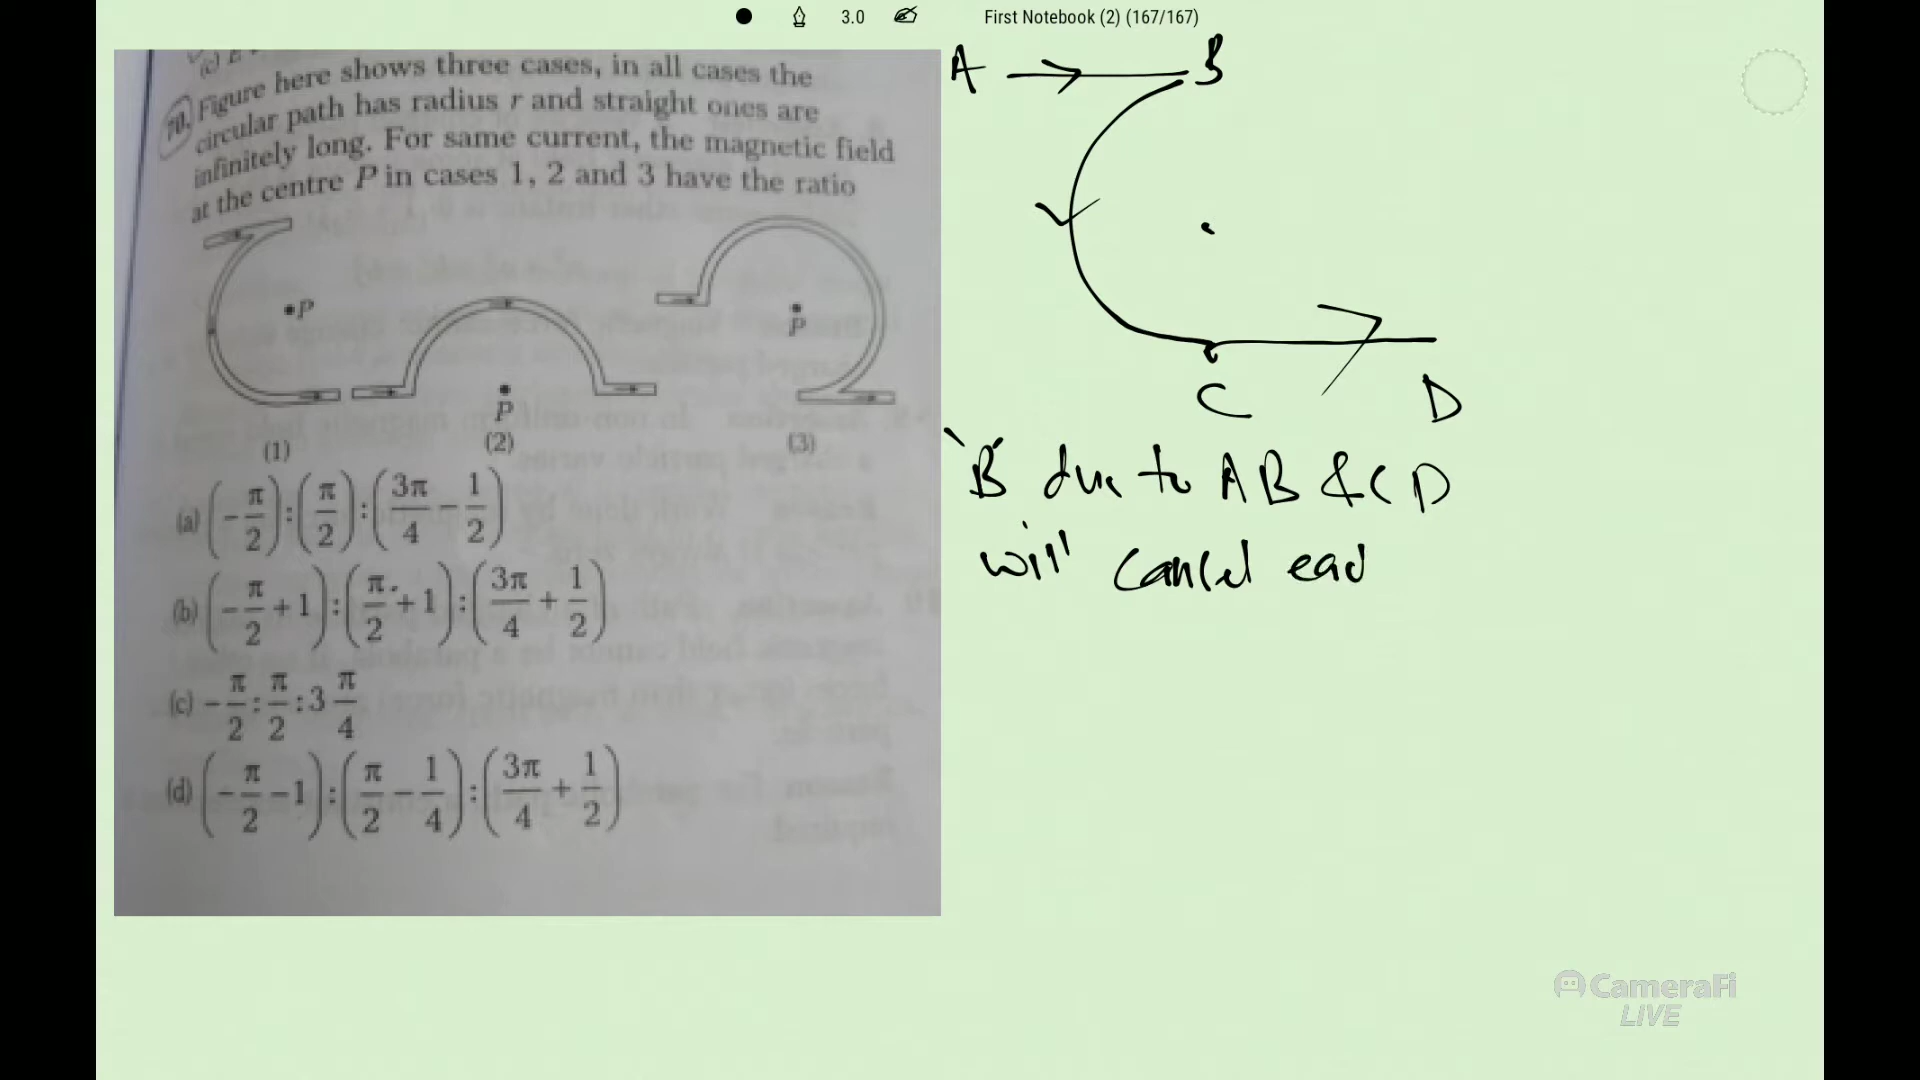 3.0 First Notebook (2) (167/167)
70. Figure here shows three cases, in all cases the
circular path has radius r and straight ones are
infinitely long. For same current, the magnetic field
at the centre P in cases 1, 2 and 3 have the ratio
P
P
P
(1)
(2)
(3)
(a) (-π/2) : (π/2) : (3π/4 - 1/2)
(b) (-π/2 + 1) : (π/2 + 1) : (3π/4 + 1/2)
(c) -π/2 : π/2 : 3 π/4
(d) (-π/2 - 1) : (π/2 - 1/4) : (3π/4 + 1/2)
A B
C D
B due to AB & CD
will cancel eac
CameraFi
LIVE